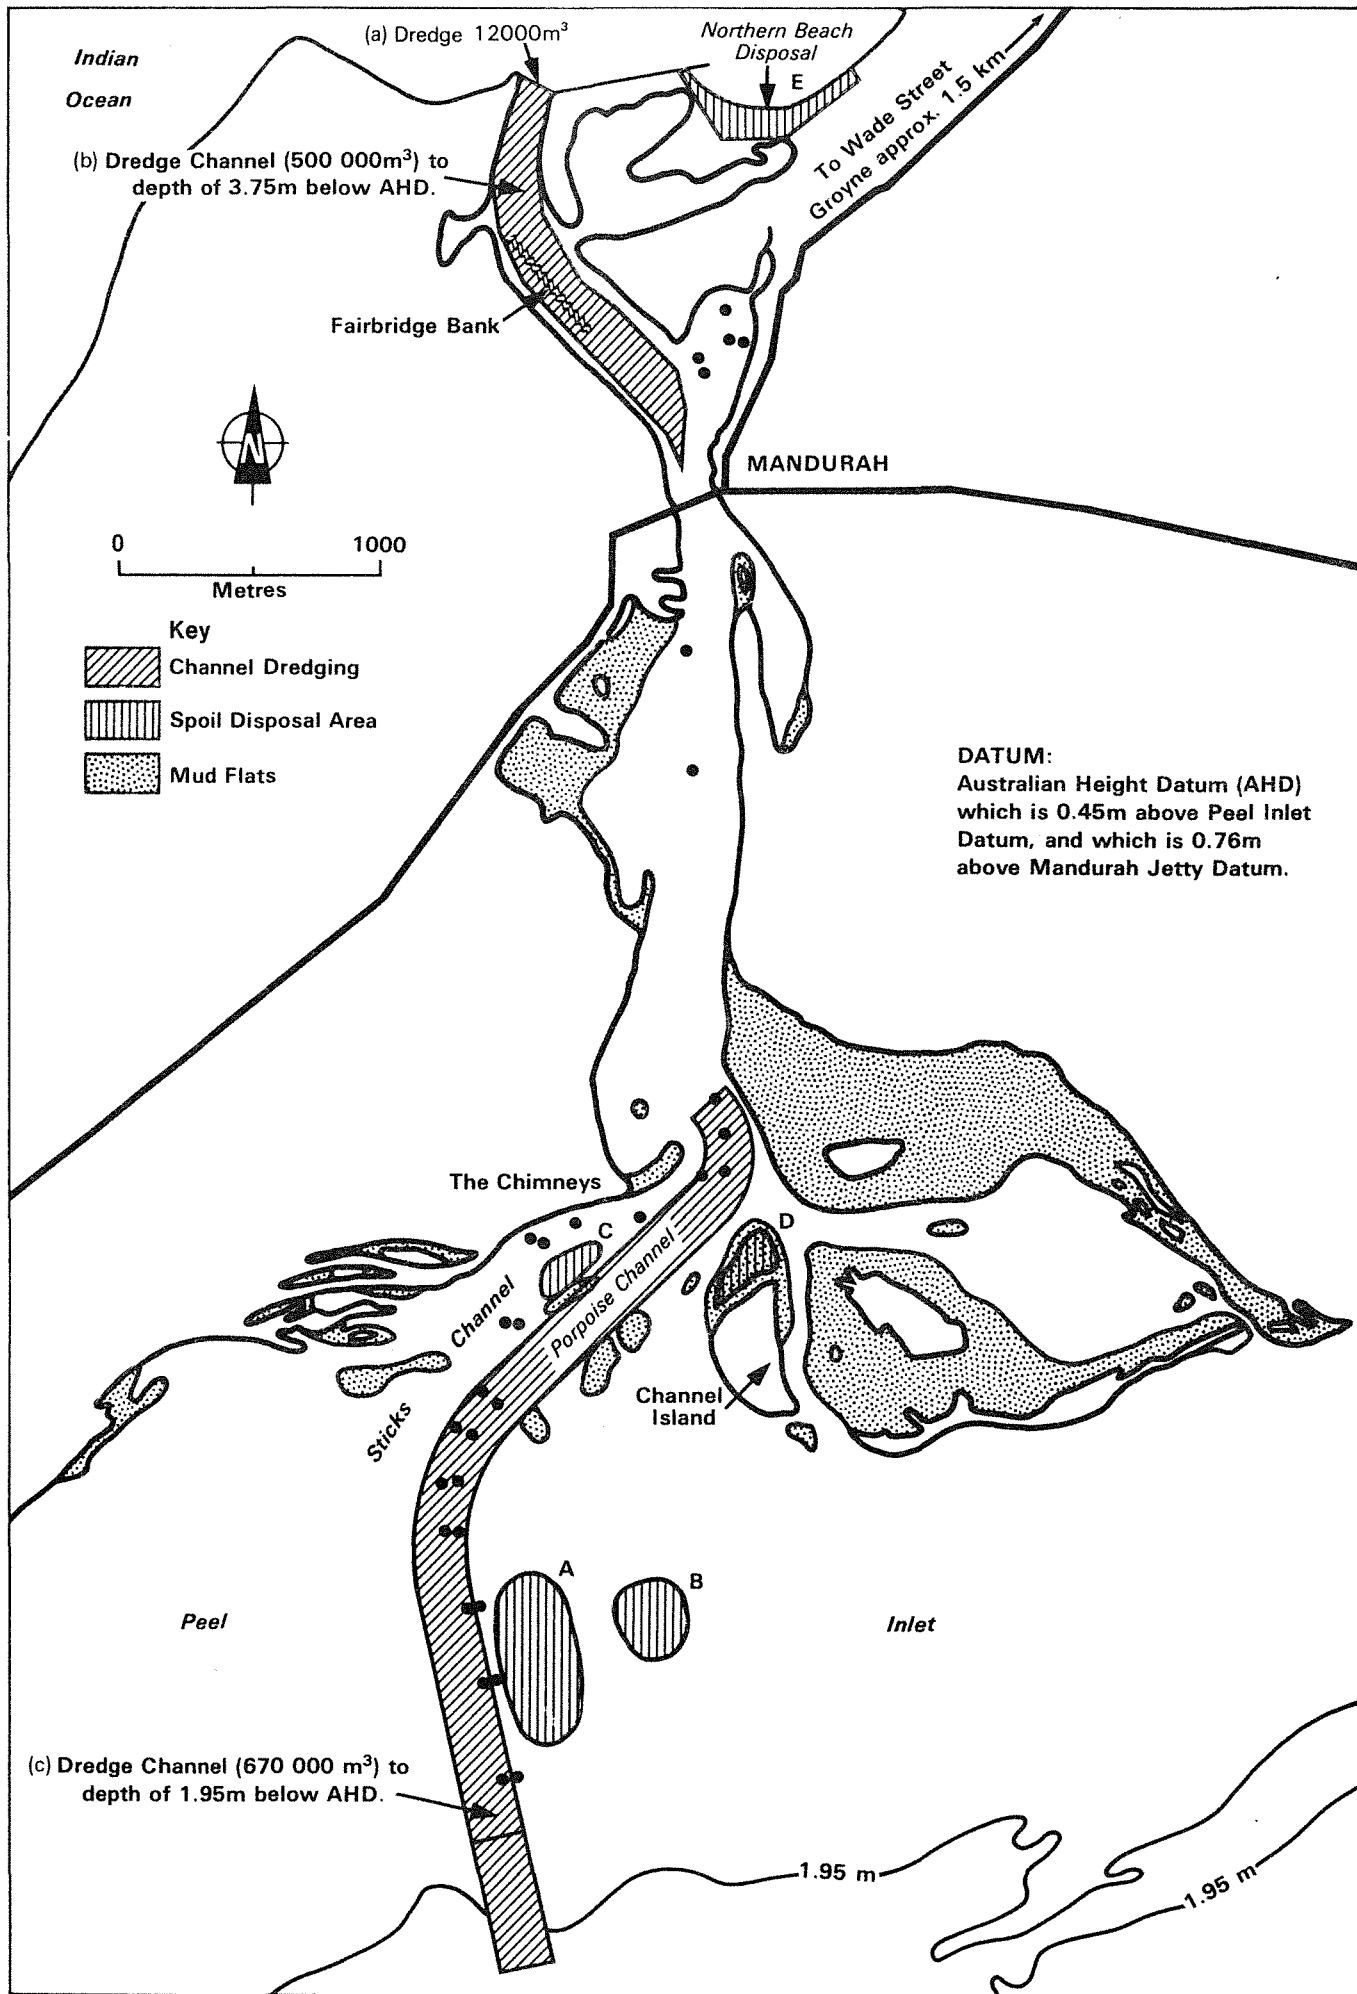 Indian
Ocean
(a) Dredge 12000m³
Northern Beach
Disposal
E
To Wade Street
Groyne approx. 1.5 km
(b) Dredge Channel (500 000m³) to
depth of 3.75m below AHD.
Fairbridge Bank
N
MANDURAH
0 1000
Metres
Key
Channel Dredging
Spoil Disposal Area
Mud Flats
DATUM:
Australian Height Datum (AHD)
which is 0.45m above Peel Inlet
Datum, and which is 0.76m
above Mandurah Jetty Datum.
The Chimneys
C
D
Sticks Channel
Porpoise Channel
Channel
Island
A
B
Peel Inlet
(c) Dredge Channel (670 000 m³) to
depth of 1.95m below AHD.
1.95 m
1.95 m